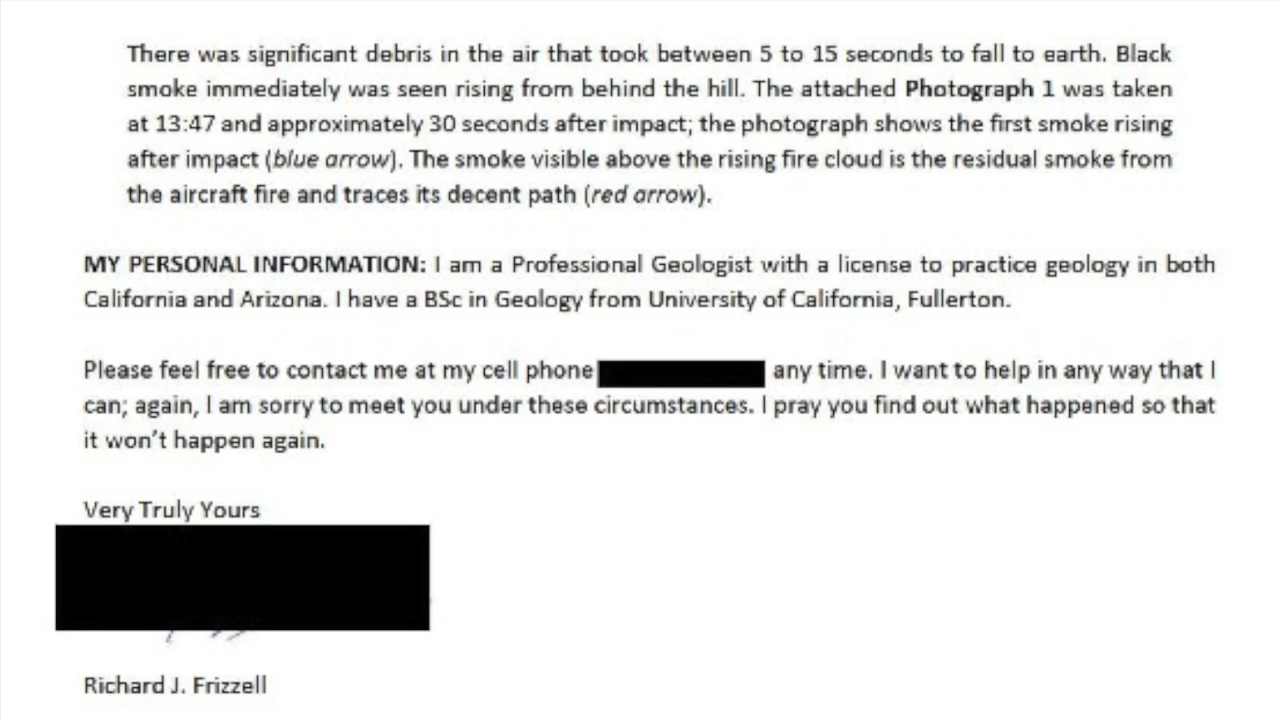 There was significant debris in the air that took between 5 to 15 seconds to fall to earth. Black
smoke immediately was seen rising from behind the hill. The attached Photograph 1 was taken
at 13:47 and approximately 30 seconds after impact; the photograph shows the first smoke rising
after impact (blue arrow). The smoke visible above the rising fire cloud is the residual smoke from
the aircraft fire and traces its decent path (red arrow).
MY PERSONAL INFORMATION: I am a Professional Geologist with a license to practice geology in both
California and Arizona. I have a BSc in Geology from University of California, Fullerton.
Please feel free to contact me at my cell phone any time. I want to help in any way that I
can; again, I am sorry to meet you under these circumstances. I pray you find out what happened so that
it won't happen again.
Very Truly Yours
Richard J. Frizzell